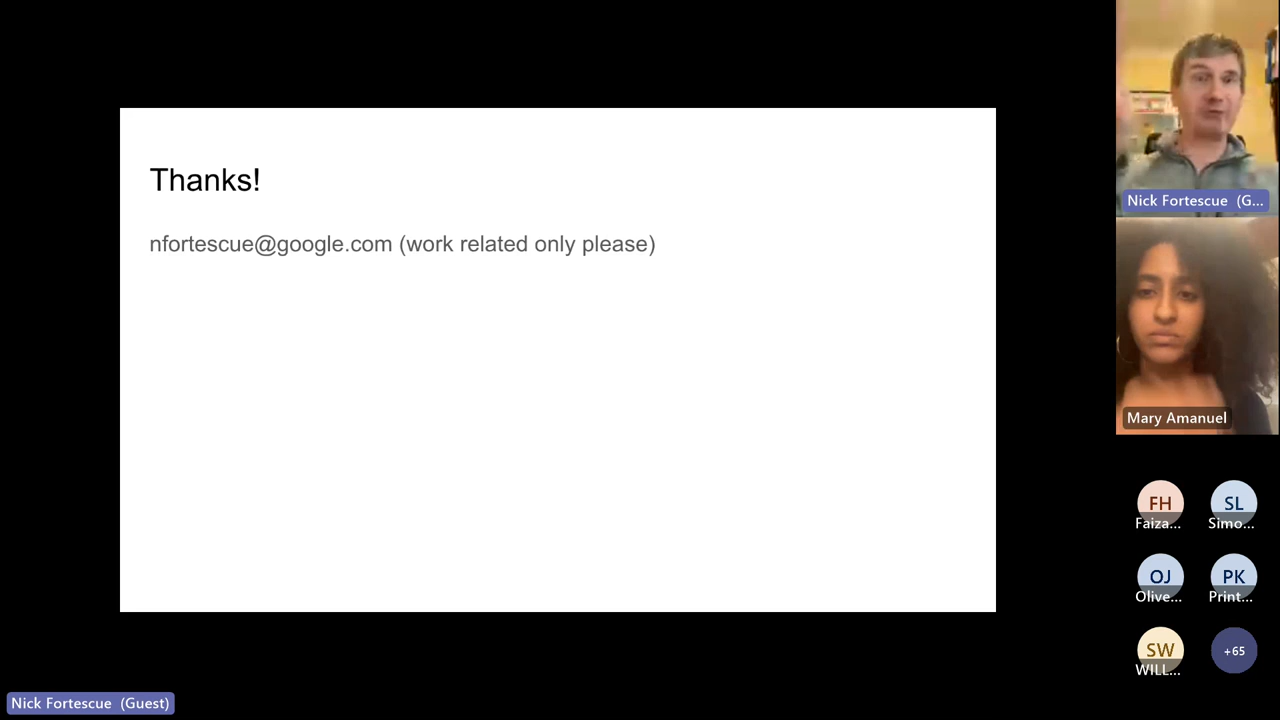 Thanks!
nfortescue@google.com (work related only please)
Nick Fortescue (G...
Mary Amanuel
FH
Faiza...
SL
Simo...
OJ
Olive...
PK
Print...
SW
WILL...
+65
Nick Fortescue (Guest)